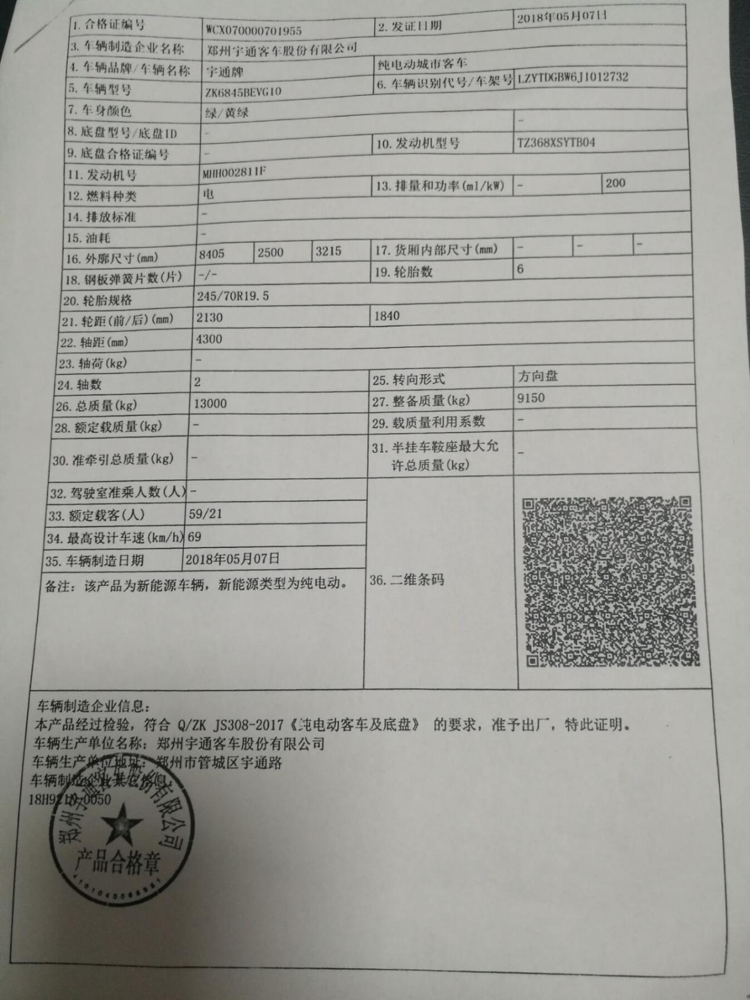 1. 合格证编号 WCX070000701955 2. 发证日期 2018年05月07日
3. 车辆制造企业名称 郑州宇通客车股份有限公司
4. 车辆品牌/车辆名称 宇通牌 纯电动城市客车
5. 车辆型号 ZK6845BEVG10 6. 车辆识别代号/车架号 LZYTDGBW6J1012732
7. 车身颜色 绿/黄绿
8. 底盘型号/底盘ID - -
9. 底盘合格证编号 - 10. 发动机型号 TZ368XSYTB04
11. 发动机号 MHH002811F
12. 燃料种类 电 13. 排量和功率(ml/kW) - 200
14. 排放标准 -
15. 油耗 -
16. 外廓尺寸(mm) 8405 2500 3215 17. 货厢内部尺寸(mm) - - -
18. 钢板弹簧片数(片) -/- 19. 轮胎数 6
20. 轮胎规格 245/70R19.5
21. 轮距(前/后)(mm) 2130 1840
22. 轴距(mm) 4300
23. 轴荷(kg) -
24. 轴数 2 25. 转向形式 方向盘
26. 总质量(kg) 13000 27. 整备质量(kg) 9150
28. 额定载质量(kg) - 29. 载质量利用系数 -
30. 准牵引总质量(kg) - 31. 半挂车鞍座最大允
许总质量(kg) -
32. 驾驶室准乘人数(人) -
33. 额定载客(人) 59/21
34. 最高设计车速(km/h) 69
35. 车辆制造日期 2018年05月07日
备注: 该产品为新能源车辆, 新能源类型为纯电动。 36. 二维条码
车辆制造企业信息:
本产品经过检验, 符合 Q/ZK JS308-2017《纯电动客车及底盘》 的要求, 准予出厂, 特此证明。
车辆生产单位名称: 郑州宇通客车股份有限公司
车辆生产单位地址: 郑州市管城区宇通路
车辆制造企业其它信息:
18H9210-0050
郑州宇通客车股份有限公司
产品合格章